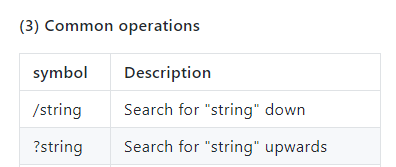 (3) Common operations
symbol Description
/string Search for "string" down
?string Search for "string" upwards